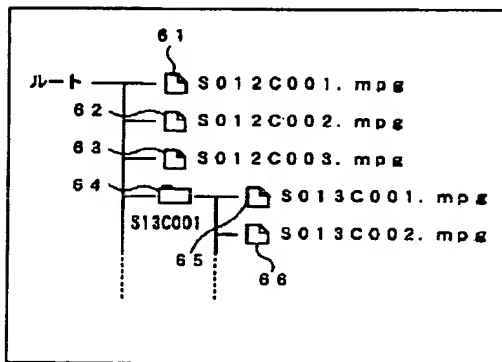 61
ルート S012C001.mpg
62 S012C002.mpg
63 S012C003.mpg
64 S013C001.mpg
S13C001 S013C002.mpg
65
66